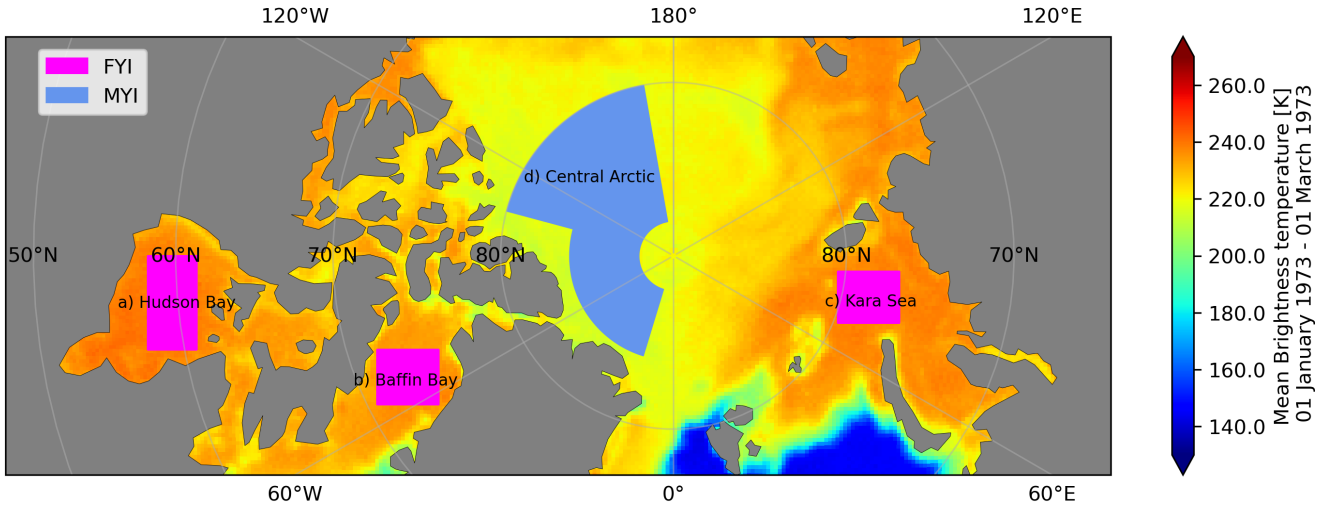 120°W 180° 120°E
FYI
MYI
d) Central Arctic
50°N 60°N 70°N 80°N 80°N 70°N
a) Hudson Bay c) Kara Sea
b) Baffin Bay
60°W 0° 60°E
260.0
240.0
220.0
200.0
180.0
160.0
140.0
Mean Brightness temperature [K]
01 January 1973 - 01 March 1973